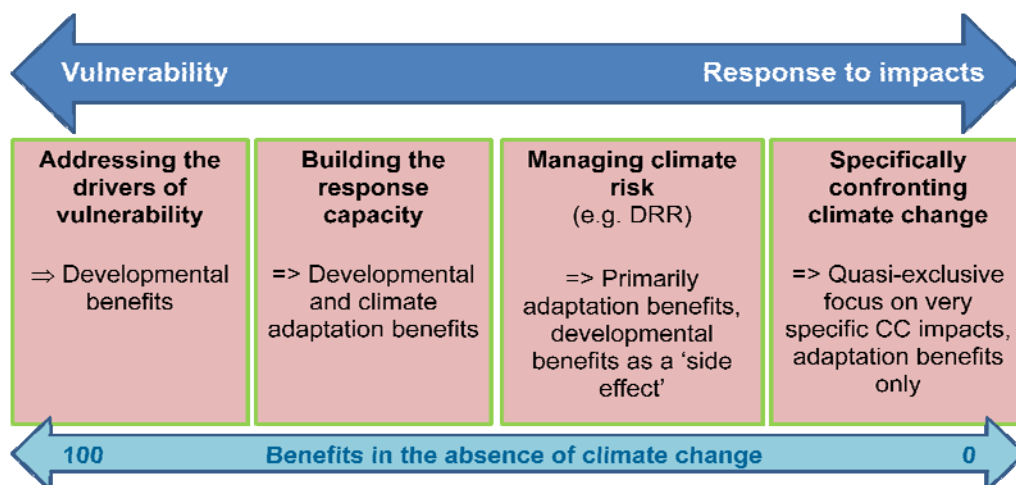 Vulnerability
Response to impacts
Addressing the
drivers of
vulnerability
⇒ Developmental
benefits
Building the
response
capacity
=> Developmental
and climate
adaptation benefits
Managing climate
risk
(e.g. DRR)
=> Primarily
adaptation benefits,
developmental
benefits as a ‘side
effect’
Specifically
confronting
climate change
=> Quasi-exclusive
focus on very
specific CC impacts,
adaptation benefits
only
100
Benefits in the absence of climate change
0